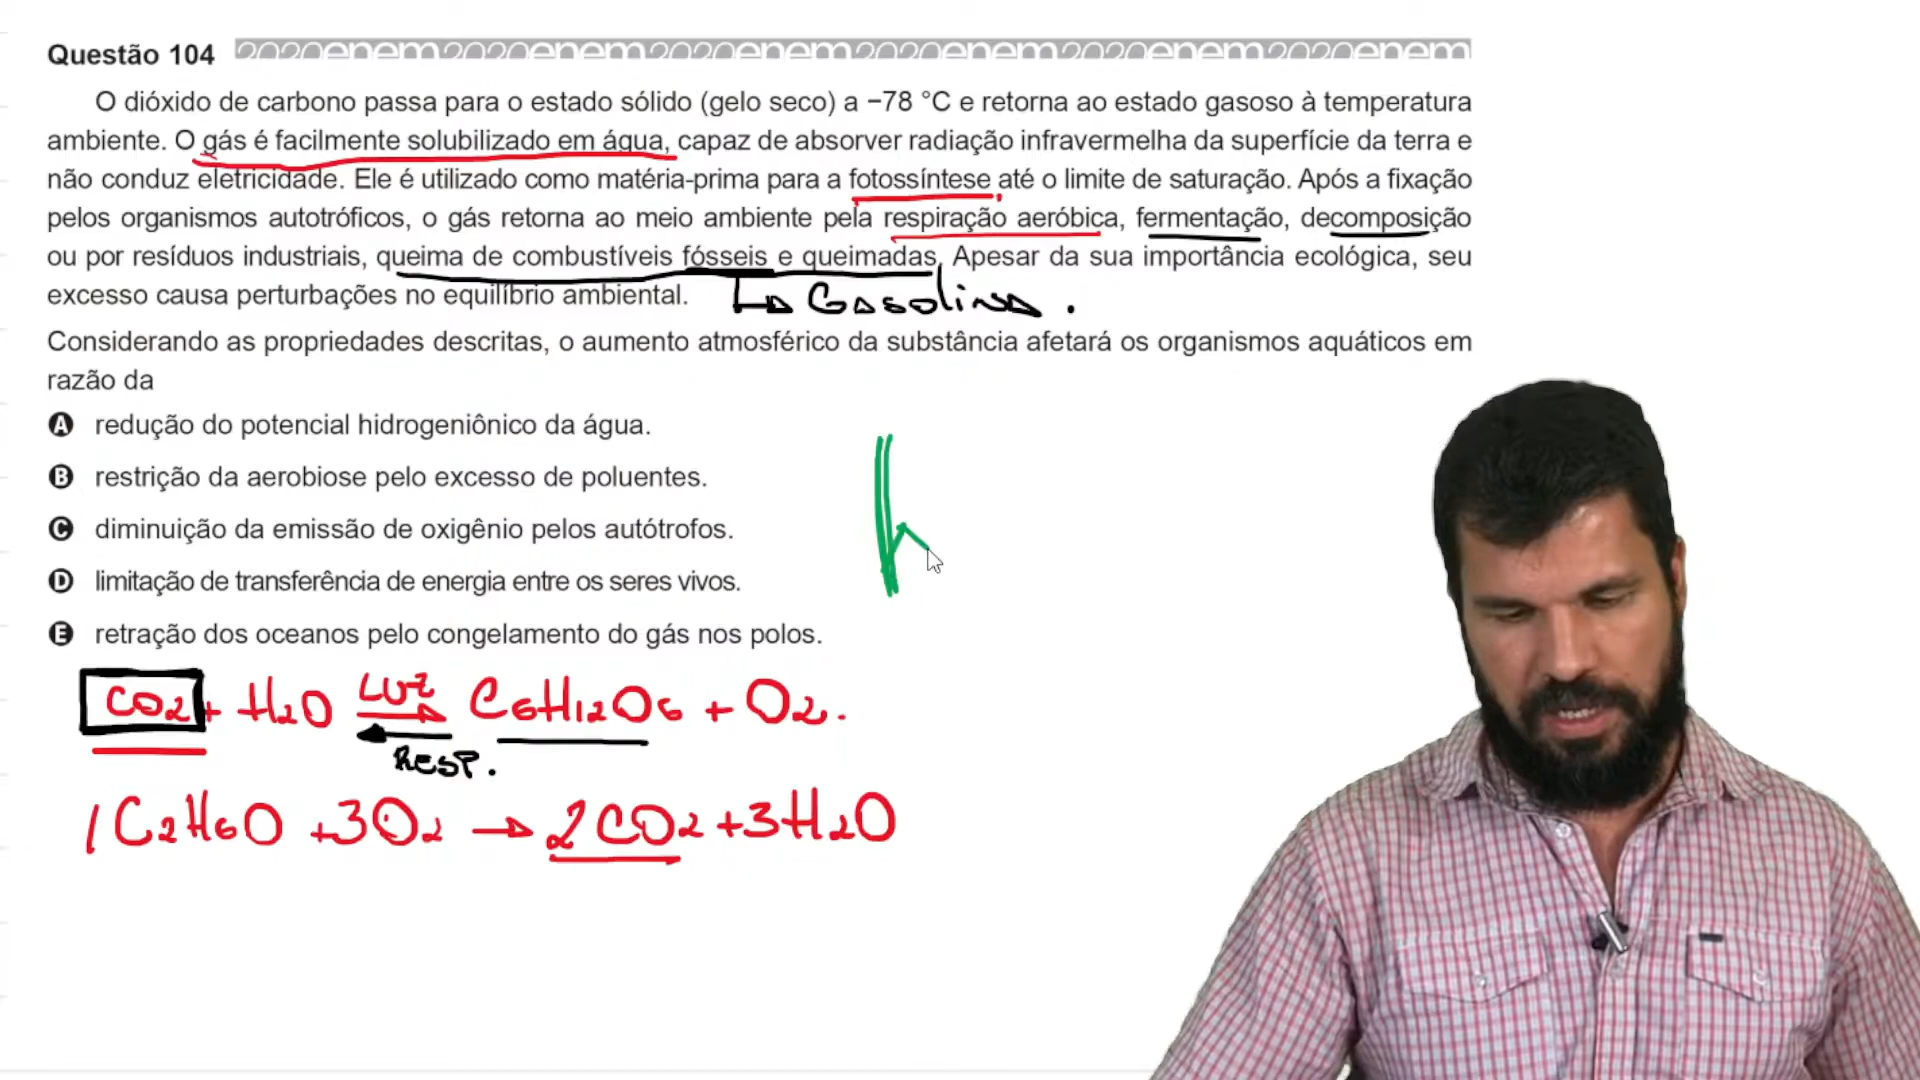 Questão 104 2020enem2020enem2020enem2020enem2020enem2020enem
O dióxido de carbono passa para o estado sólido (gelo seco) a −78 °C e retorna ao estado gasoso à temperatura
ambiente. O gás é facilmente solubilizado em água, capaz de absorver radiação infravermelha da superfície da terra e
não conduz eletricidade. Ele é utilizado como matéria-prima para a fotossíntese até o limite de saturação. Após a fixação
pelos organismos autotróficos, o gás retorna ao meio ambiente pela respiração aeróbica, fermentação, decomposição
ou por resíduos industriais, queima de combustíveis fósseis e queimadas. Apesar da sua importância ecológica, seu
excesso causa perturbações no equilíbrio ambiental. ↳ GASOlinA.
Considerando as propriedades descritas, o aumento atmosférico da substância afetará os organismos aquáticos em
razão da
A redução do potencial hidrogeniônico da água.
B restrição da aerobiose pelo excesso de poluentes.
C diminuição da emissão de oxigênio pelos autótrofos.
D limitação de transferência de energia entre os seres vivos.
E retração dos oceanos pelo congelamento do gás nos polos.
LUZ
CO2 + H2O ⇄ C6H12O6 + O2.
RESP.
1C2H6O + 3O2 → 2CO2 + 3H2O